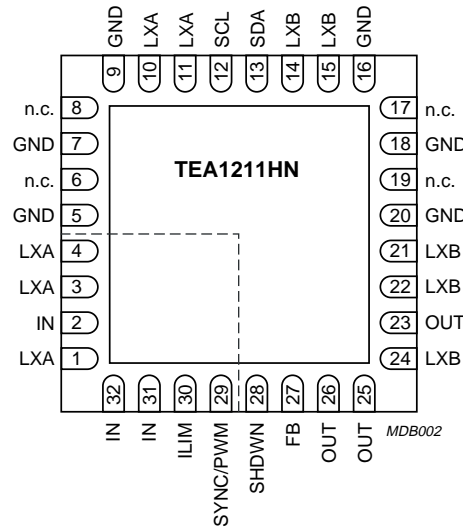 GND LXA LXA SCL SDA LXB LXB GND
9 10 11 12 13 14 15 16
n.c. 8 17 n.c.
GND 7 18 GND
n.c. 6 19 n.c.
GND 5 20 GND
LXA 4 21 LXB
LXA 3 22 LXB
IN 2 23 OUT
LXA 1 24 LXB
TEA1211HN
32 31 30 29 28 27 26 25
IN IN ILIM SYNC/PWM SHDWN FB OUT OUT
MDB002